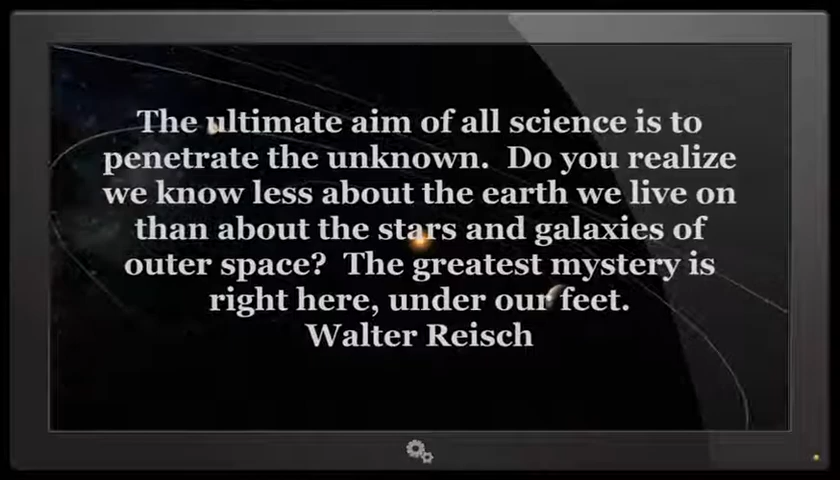 The ultimate aim of all science is to
penetrate the unknown.  Do you realize
we know less about the earth we live on
than about the stars and galaxies of
outer space?  The greatest mystery is
right here, under our feet.
Walter Reisch